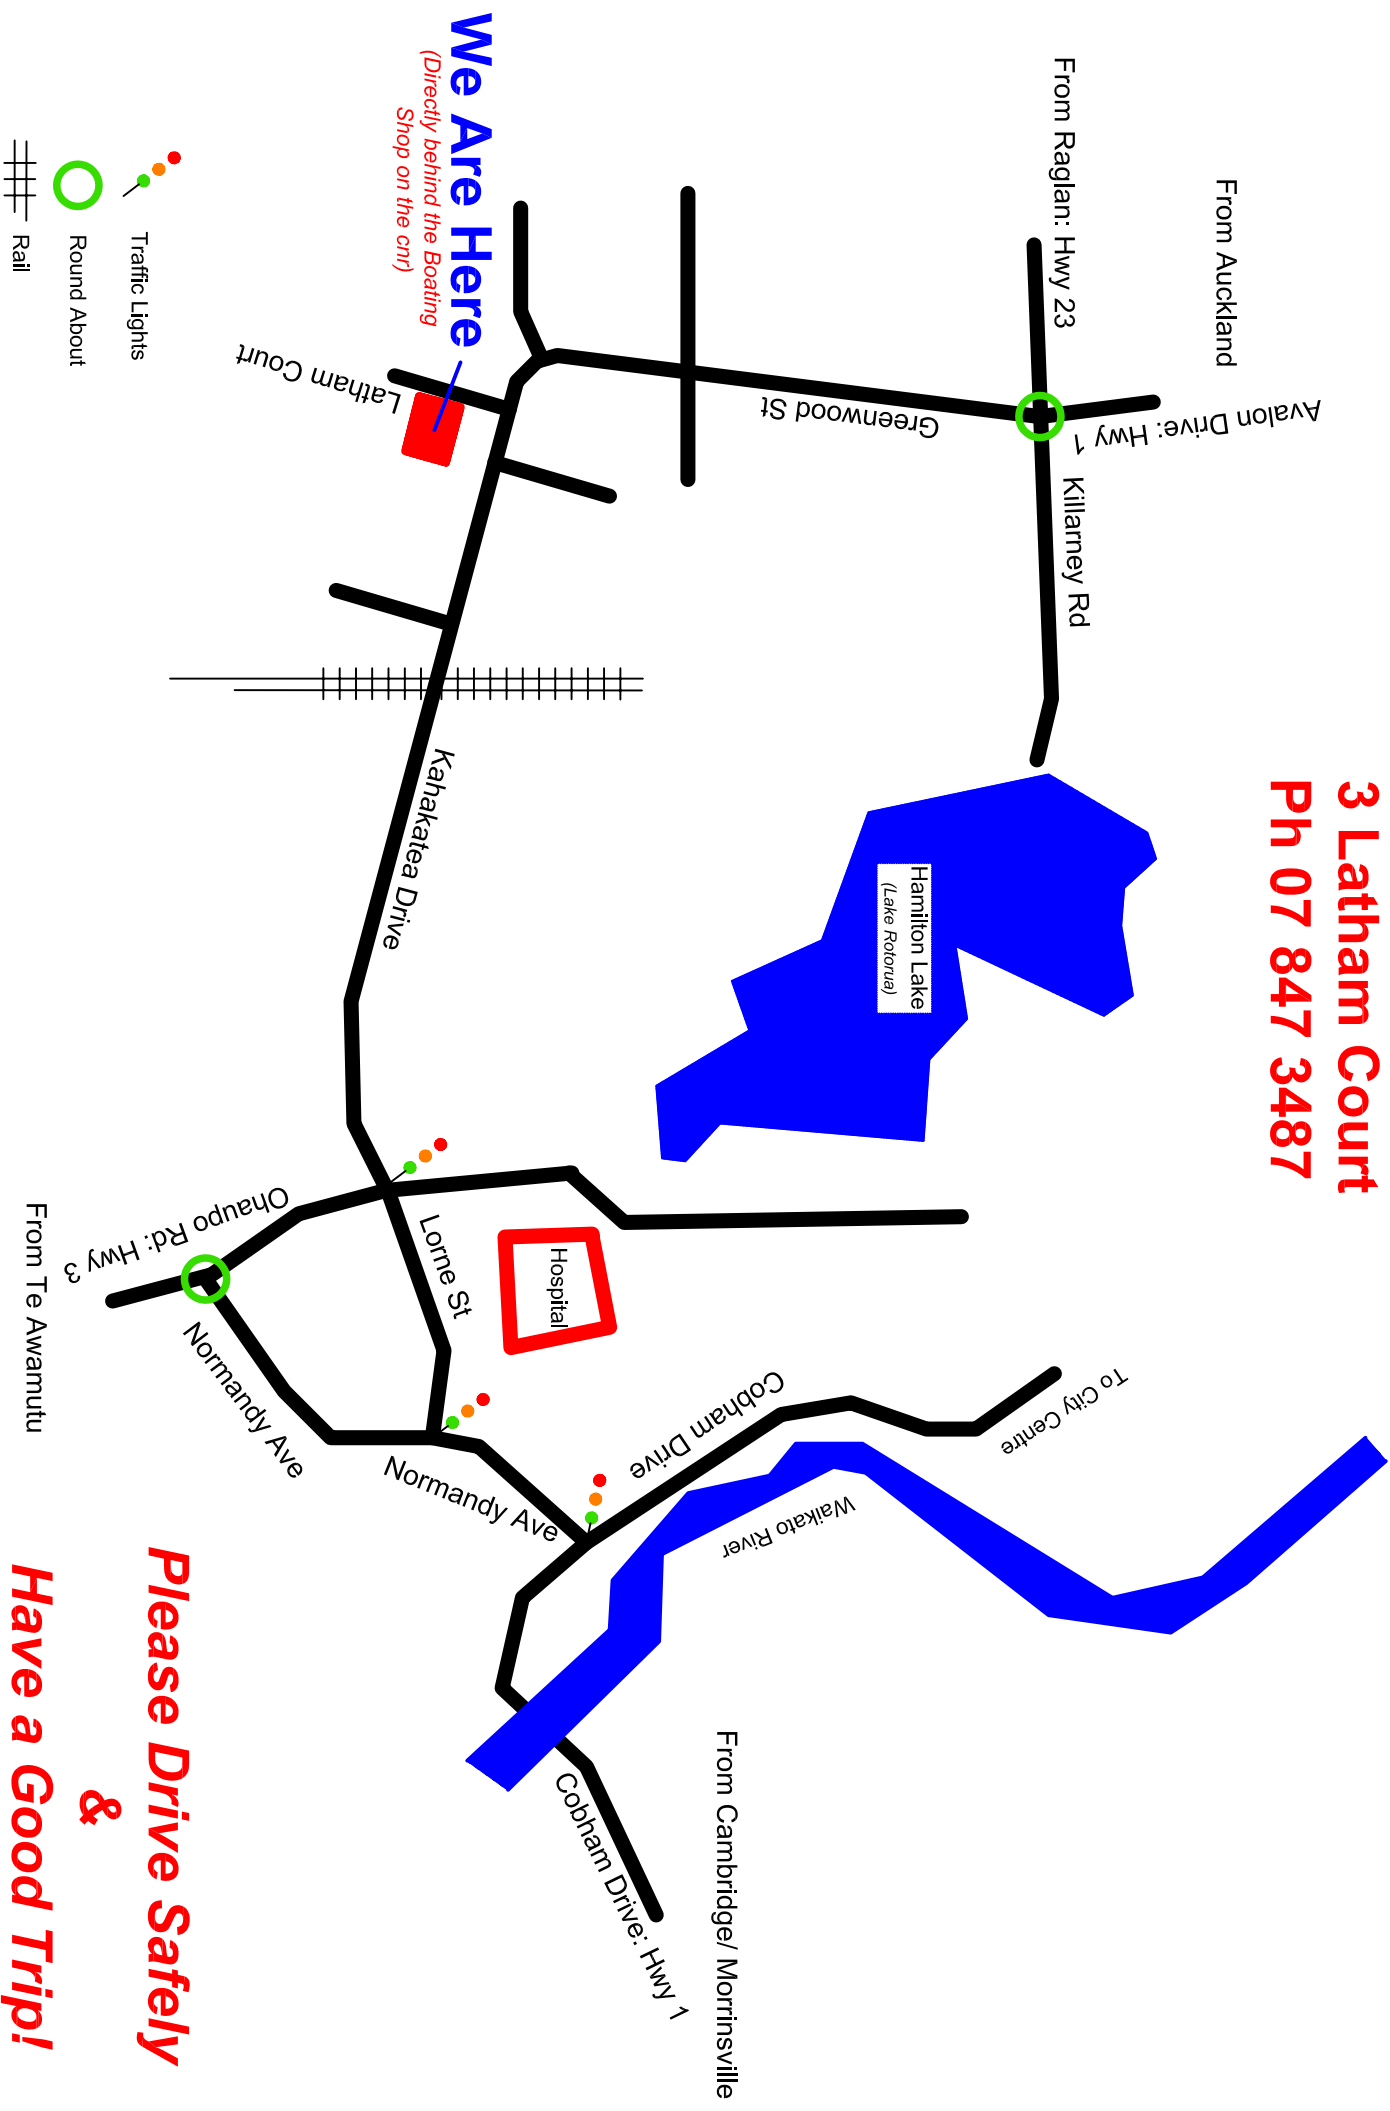 3 Latham Court
Ph 07 847 3487
From Auckland
Avalon Drive: Hwy 1
From Raglan: Hwy 23
Killarney Rd
Greenwood St
Hamilton Lake
(Lake Rotorua)
To City Centre
Waikato River
Cobham Drive
From Cambridge/ Morrinsville
Cobham Drive: Hwy 1
Hospital
We Are Here
(Directly behind the Boating
Shop on the cnr)
Latham Court
Kahakatea Drive
Lorne St
Normandy Ave
Normandy Ave
Ohaupo Rd: Hwy 3
From Te Awamutu
Traffic Lights
Round About
Rail
Please Drive Safely
&
Have a Good Trip!